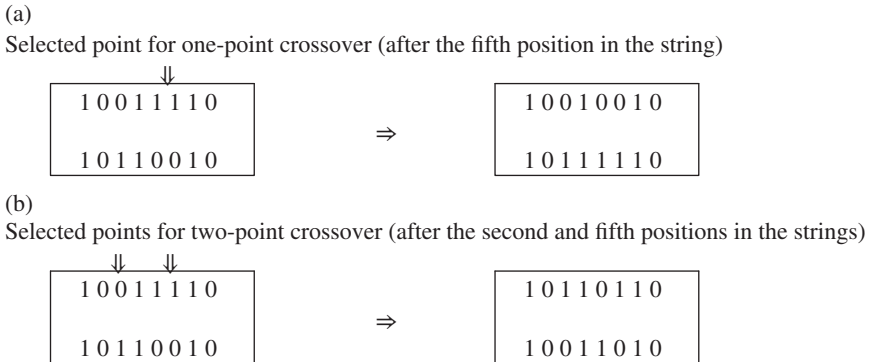 (a)
Selected point for one-point crossover (after the fifth position in the string)
⇓
1 0 0 1 1 1 1 0 1 0 0 1 0 0 1 0
⇒
1 0 1 1 0 0 1 0 1 0 1 1 1 1 1 0
(b)
Selected points for two-point crossover (after the second and fifth positions in the strings)
⇓ ⇓
1 0 0 1 1 1 1 0 1 0 1 1 0 1 1 0
⇒
1 0 1 1 0 0 1 0 1 0 0 1 1 0 1 0